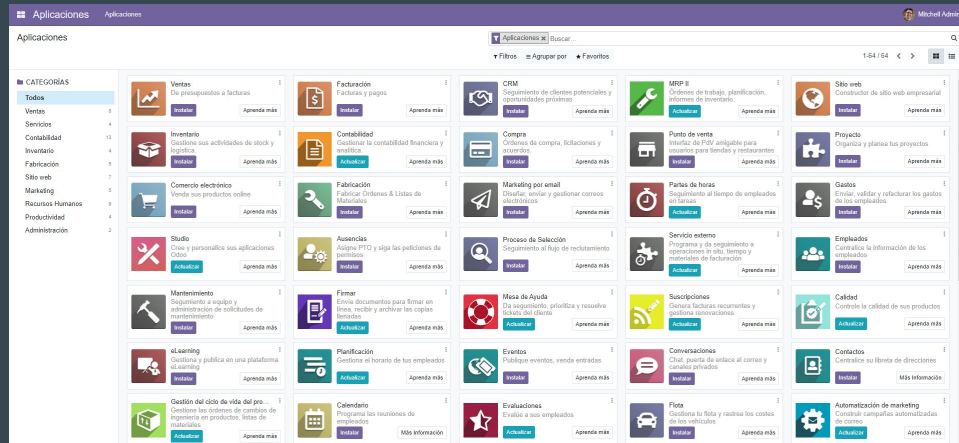 Aplicaciones Aplicaciones Mitchell Admin
Aplicaciones
Aplicaciones × Buscar...
Filtros Agrupar por Favoritos 1-64 / 64
CATEGORÍAS
Todos
Ventas 8
Servicios 4
Contabilidad
Inventario 4
Fabricación 5
Sitio web 7
Marketing
Recursos Humanos
Productividad 4
Administración 2
Ventas
De presupuestos a facturas
Instalar Aprenda más
Facturación
Facturas y pagos
Instalar Aprenda más
CRM
Seguimiento de clientes potenciales y
oportunidades próximas
Instalar Aprenda más
MRP II
Órdenes de trabajo, planificación,
informes de inventario.
Actualizar Aprenda más
Sitio web
Constructor de sitio web empresarial
Instalar Aprenda más
Inventario
Gestione sus actividades de stock y
logística.
Instalar Aprenda más
Contabilidad
Gestionar la contabilidad financiera y
analítica.
Actualizar Aprenda más
Compra
Órdenes de compra, licitaciones y
acuerdos.
Instalar Aprenda más
Punto de venta
Interfaz de PdV amigable para
usuarios para tiendas y restaurantes
Instalar Aprenda más
Proyecto
Organiza y planea tus proyectos
Instalar Aprenda más
Comercio electrónico
Venda sus productos online
Instalar Aprenda más
Fabricación
Fabricar Órdenes & Listas de
Materiales
Instalar Aprenda más
Marketing por email
Diseñar, enviar y gestionar correos
electrónicos
Instalar Aprenda más
Partes de horas
Seguimiento al tiempo de empleados
en tareas
Actualizar Aprenda más
Gastos
Enviar, validar y refacturar los gastos
de los empleados.
Instalar Aprenda más
Studio
Cree y personalice sus aplicaciones
Odoo
Actualizar Aprenda más
Ausencias
Asigne PTO y siga las peticiones de
permisos
Instalar Aprenda más
Proceso de Selección
Seguimiento al flujo de reclutamiento
Instalar Aprenda más
Servicio externo
Programa y da seguimiento a
operaciones in situ, tiempo y
materiales de facturación
Actualizar Aprenda más
Empleados
Centralice la información de los
empleados
Instalar Aprenda más
Mantenimiento
Seguimiento a equipo y
administración de solicitudes de
mantenimiento
Instalar Aprenda más
Firmar
Envíe documentos para firmar en
línea, recibir y archivar las copias
llenadas
Actualizar Aprenda más
Mesa de Ayuda
Da seguimiento, prioritiza y resuelve
tickets del cliente
Actualizar Aprenda más
Suscripciones
Genera facturas recurrentes y
gestiona renovaciones
Actualizar Aprenda más
Calidad
Controle la calidad de sus productos
Actualizar Aprenda más
eLearning
Gestiona y publica en una plataforma
eLearning
Instalar Aprenda más
Planificación
Gestiona el horario de tus empleados
Actualizar Aprenda más
Eventos
Publique eventos, venda entradas
Instalar Aprenda más
Conversaciones
Chat, puerta de enlace al correo y
canales privados
Instalar Aprenda más
Contactos
Centralice su libreta de direcciones
Instalar Más Información
Gestión del ciclo de vida del pro...
Gestione las órdenes de cambios de
ingeniería en productos, listas de
materiales
Actualizar Aprenda más
Calendario
Programa las reuniones de
empleados
Instalar Más Información
Evaluaciones
Evalúe a sus empleados
Actualizar Aprenda más
Flota
Gestiona tu flota y rastrea los costes
de los vehículos
Instalar Aprenda más
Automatización de marketing
Construir campañas automatizadas
de correo
Actualizar Aprenda más